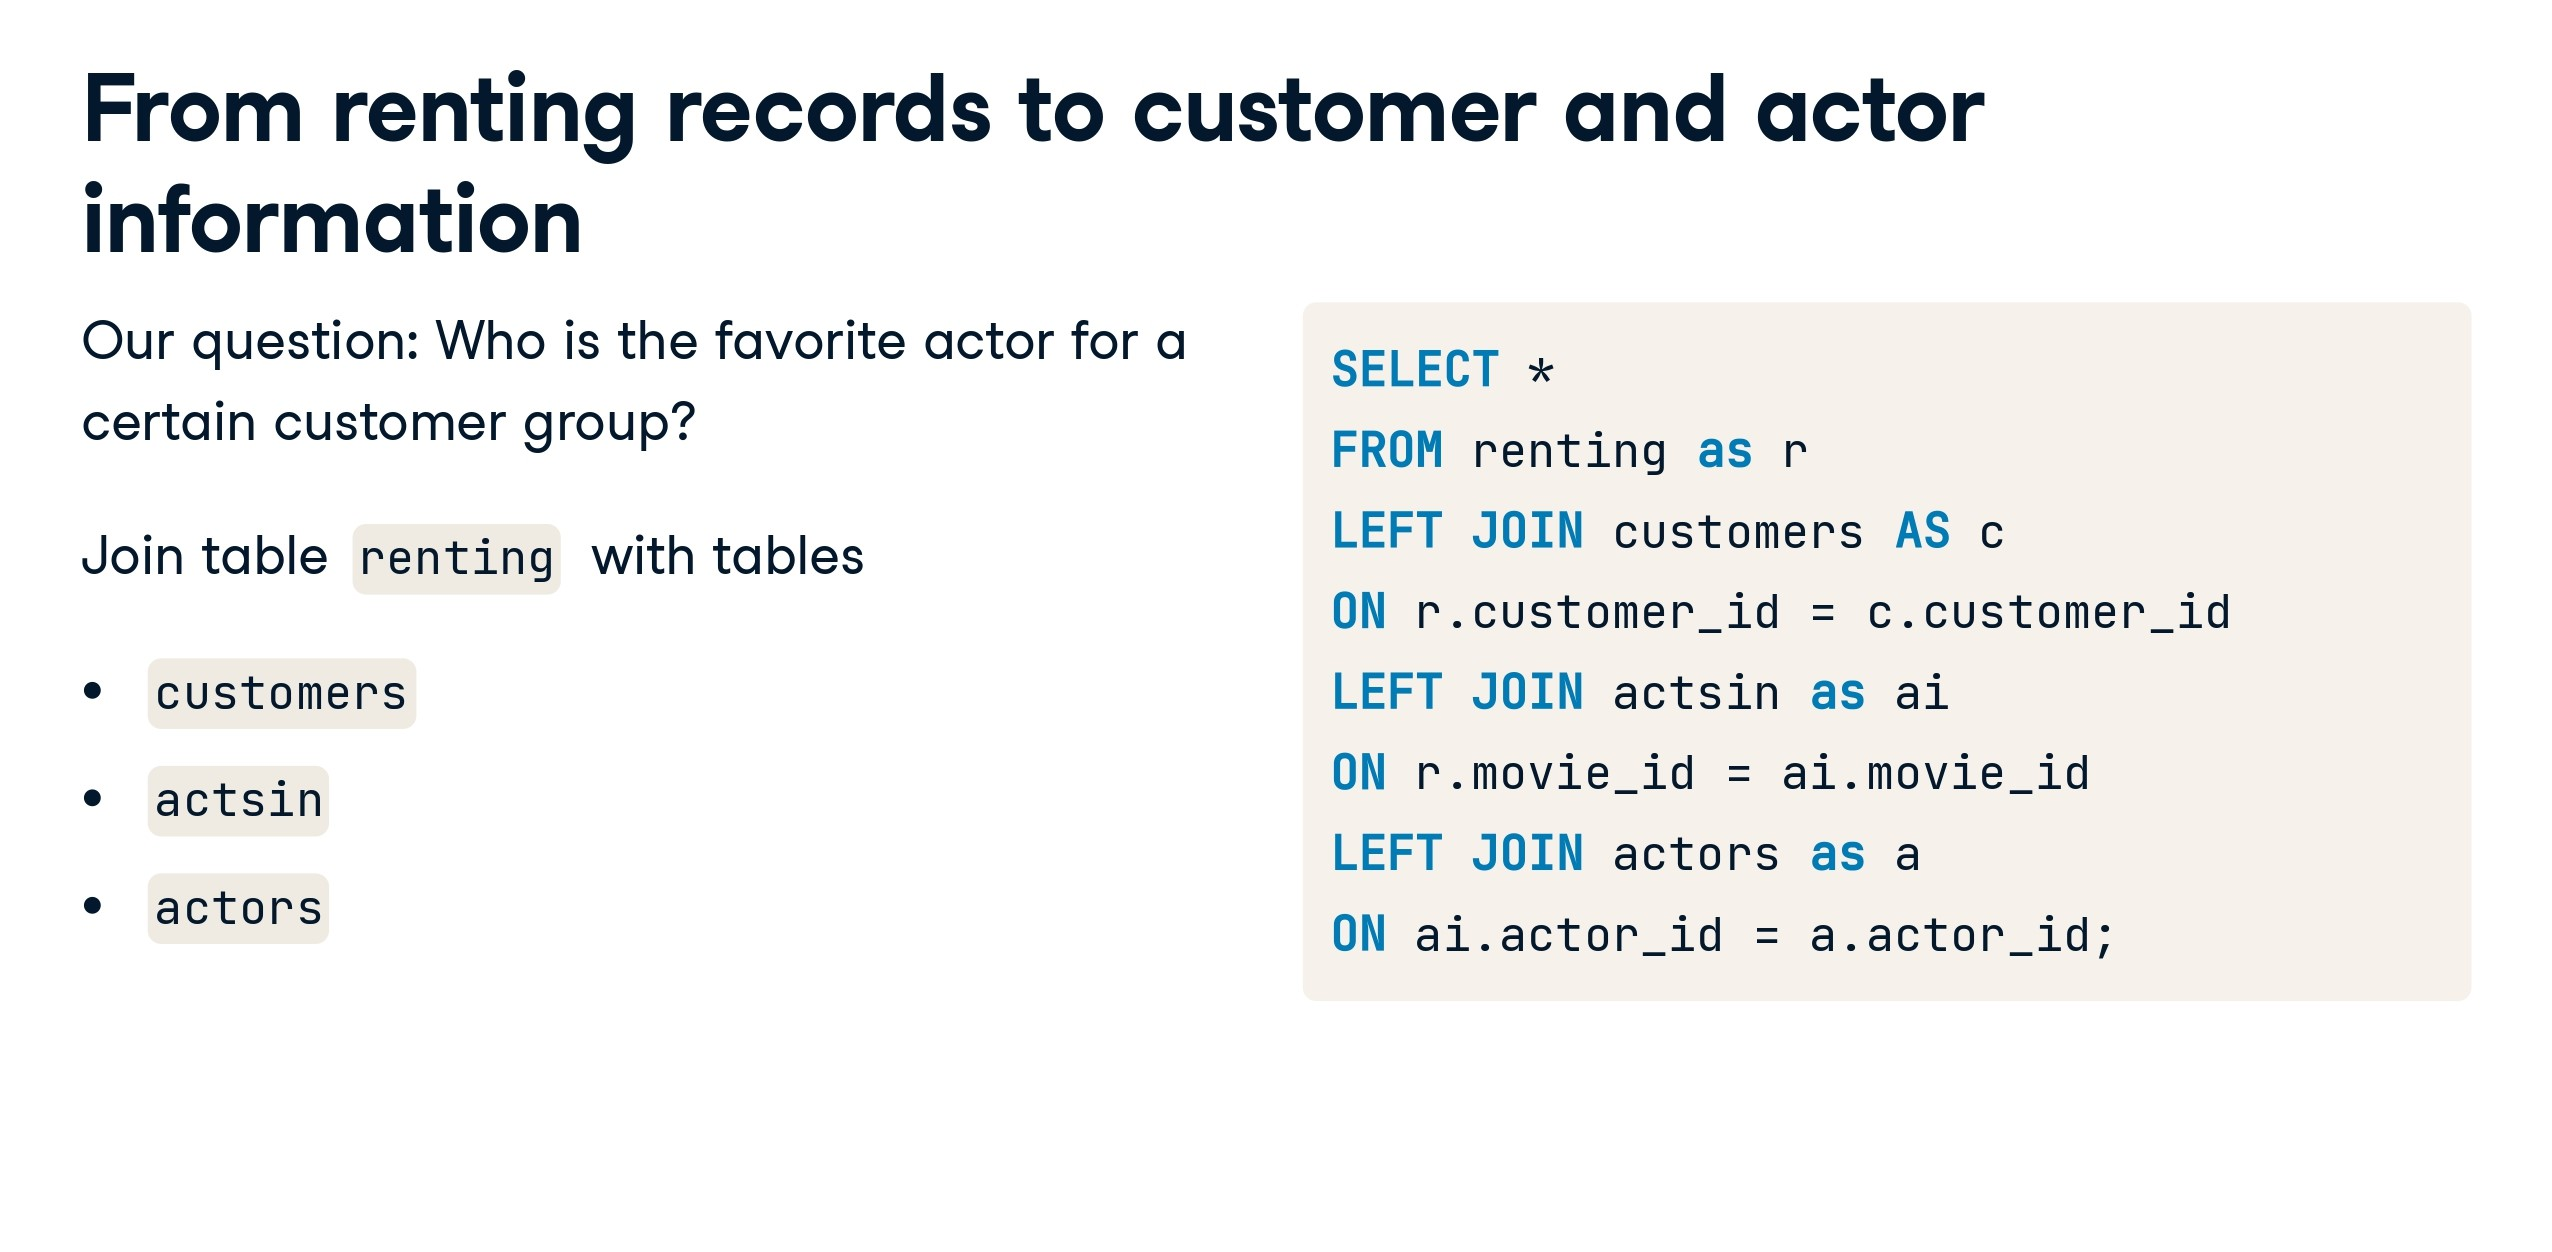 From renting records to customer and actor
information
Our question: Who is the favorite actor for a
certain customer group?
Join table renting with tables
• customers
• actsin
• actors
SELECT *
FROM renting as r
LEFT JOIN customers AS c
ON r.customer_id = c.customer_id
LEFT JOIN actsin as ai
ON r.movie_id = ai.movie_id
LEFT JOIN actors as a
ON ai.actor_id = a.actor_id;